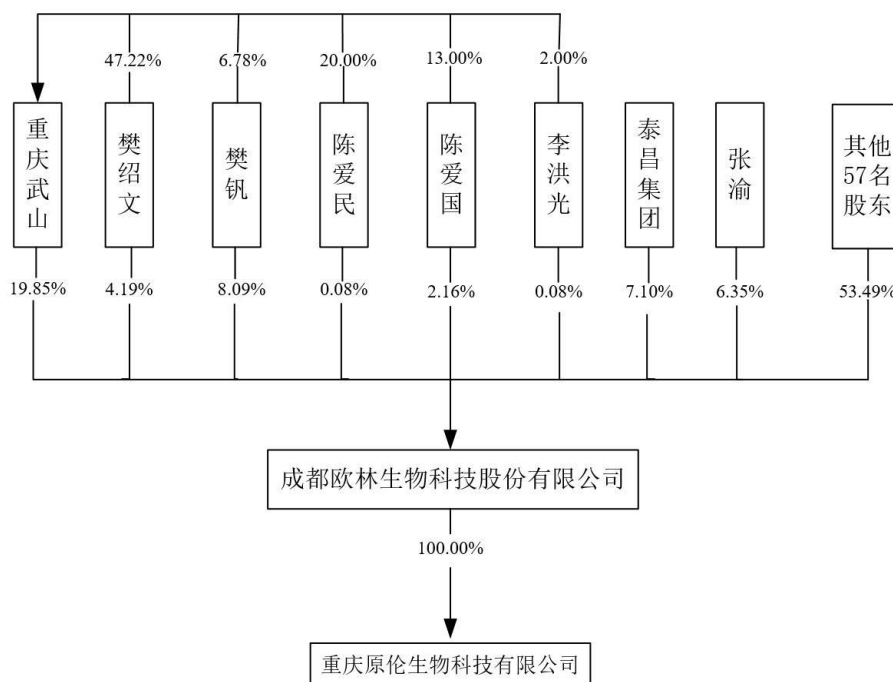 47.22%
6.78%
20.00%
13.00%
2.00%
重庆武山
樊绍文
樊钒
陈爱民
陈爱国
李洪光
泰昌集团
张渝
其他
57名
股东
19.85%
4.19%
8.09%
0.08%
2.16%
0.08%
7.10%
6.35%
53.49%
成都欧林生物科技股份有限公司
100.00%
重庆原伦生物科技有限公司